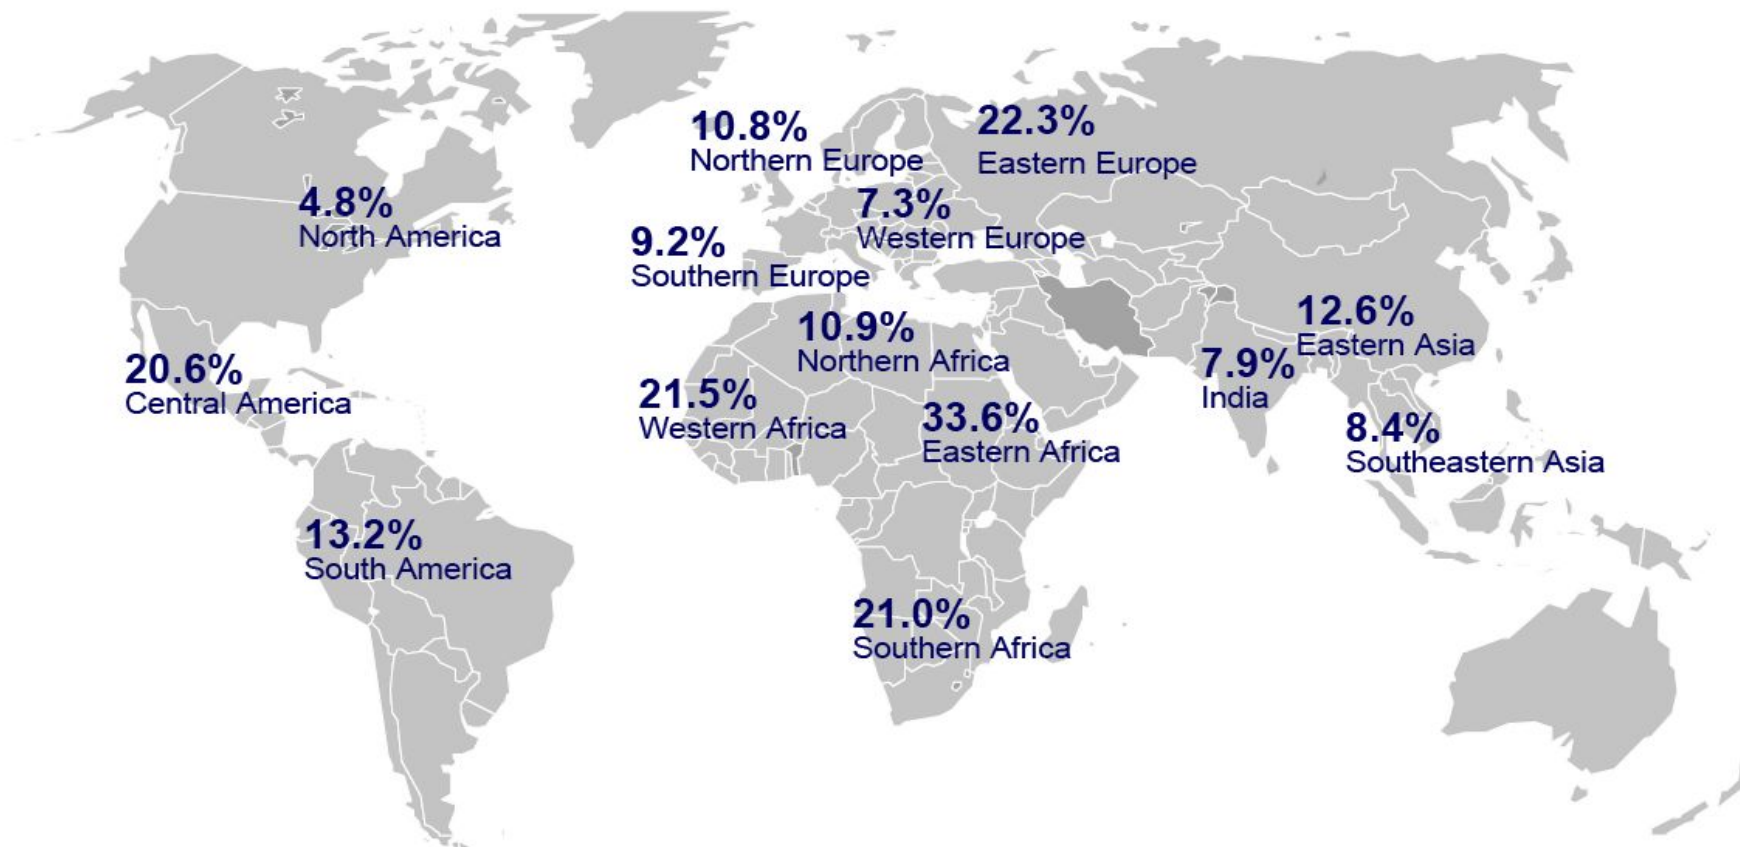 10.8%
Northern Europe
22.3%
Eastern Europe
4.8%
North America
7.3%
Western Europe
9.2%
Southern Europe
12.6%
Eastern Asia
10.9%
Northern Africa
7.9%
India
20.6%
Central America
21.5%
Western Africa
33.6%
Eastern Africa
8.4%
Southeastern Asia
13.2%
South America
21.0%
Southern Africa